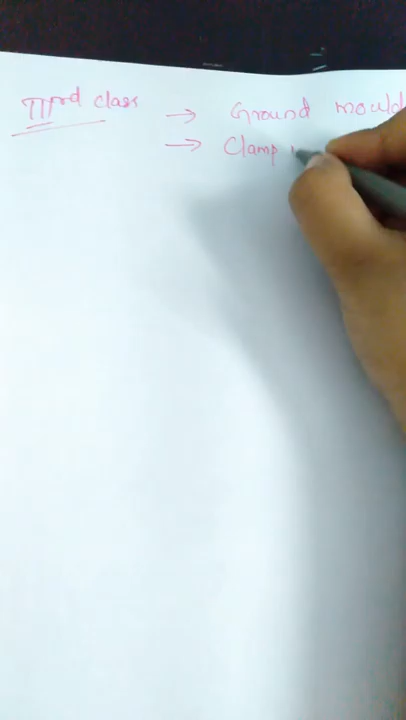 IIIrd class → Ground mould
→ Clamp